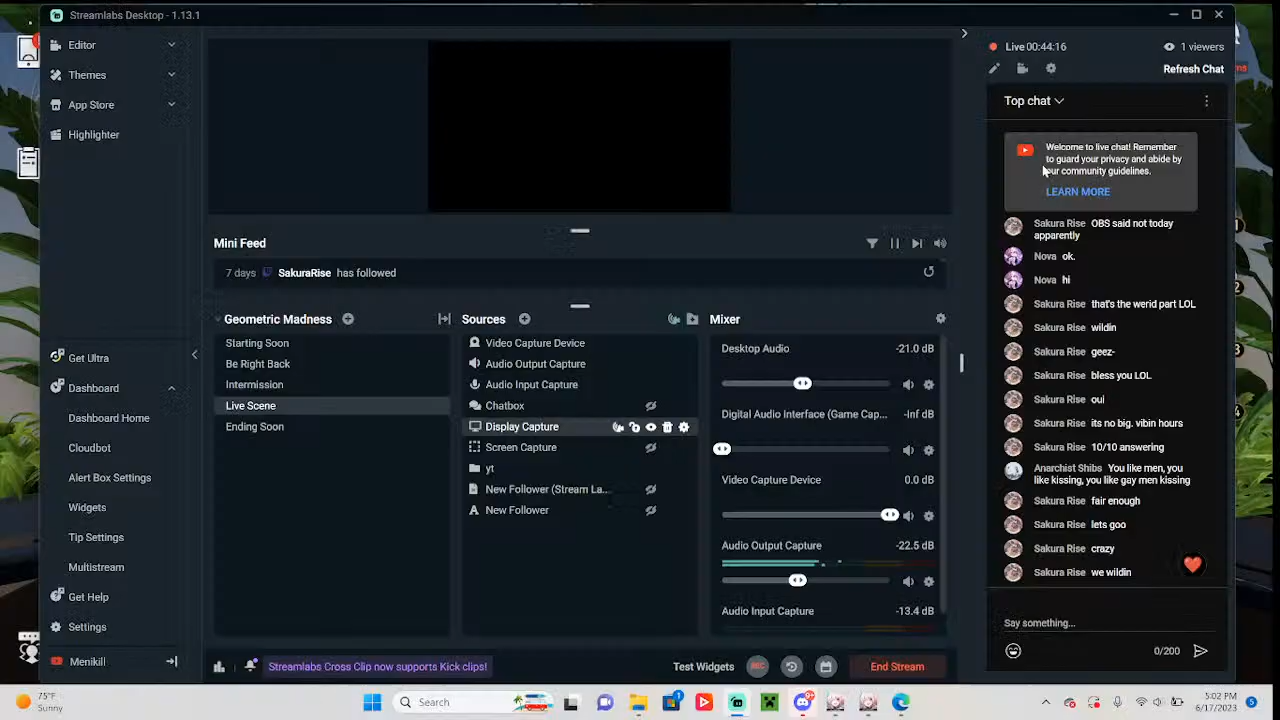 Streamlabs Desktop - 1.13.1
Editor
Themes
App Store
Highlighter
Get Ultra
Dashboard
Dashboard Home
Cloudbot
Alert Box Settings
Widgets
Tip Settings
Multistream
Get Help
Settings
Menikill
Mini Feed
7 days SakuraRise has followed
Geometric Madness
Starting Soon
Be Right Back
Intermission
Live Scene
Ending Soon
Sources
Video Capture Device
Audio Output Capture
Audio Input Capture
Chatbox
Display Capture
Screen Capture
yt
New Follower (Stream La...
New Follower
Mixer
Desktop Audio -21.0 dB
Digital Audio Interface (Game Cap... -Inf dB
Video Capture Device 0.0 dB
Audio Output Capture -22.5 dB
Audio Input Capture -13.4 dB
Streamlabs Cross Clip now supports Kick clips!
Test Widgets
REC
End Stream
Live 00:44:16
1 viewers
Refresh Chat
Top chat
Welcome to live chat! Remember
to guard your privacy and abide by
our community guidelines.
LEARN MORE
Sakura Rise OBS said not today
apparently
Nova ok.
Nova hi
Sakura Rise that's the werid part LOL
Sakura Rise wildin
Sakura Rise geez-
Sakura Rise bless you LOL
Sakura Rise oui
Sakura Rise its no big. vibin hours
Sakura Rise 10/10 answering
Anarchist Shibs You like men, you
like kissing, you like gay men kissing
Sakura Rise fair enough
Sakura Rise lets goo
Sakura Rise crazy
Sakura Rise we wildin
Say something...
0/200
75°F
Sunny
Search
1
9+
5:02 PM
6/17/2023
5